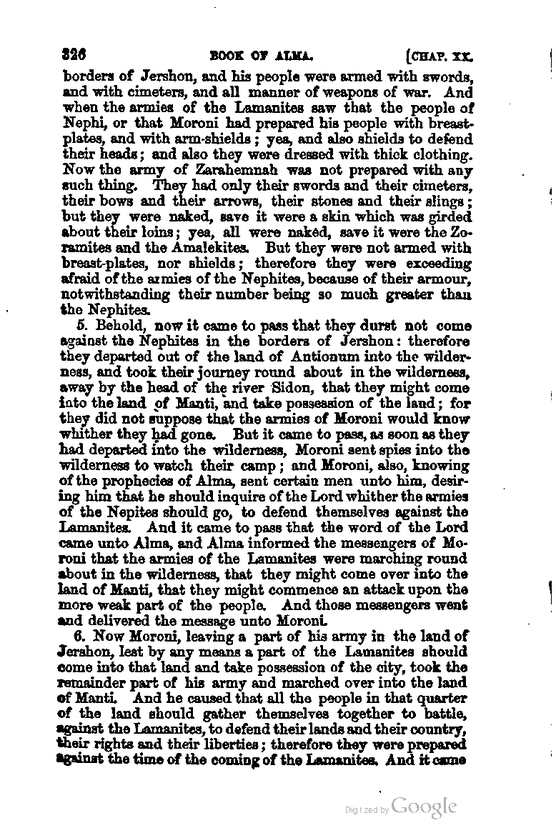 326 BOOK OF ALMA. [CHAP. XX.
borders of Jershon, and his people were armed with swords,
and with cimeters, and all manner of weapons of war. And
when the armies of the Lamanites saw that the people of
Nephi, or that Moroni had prepared his people with breast-
plates, and with arm-shields; yea, and also shields to defend
their heads; and also they were dressed with thick clothing.
Now the army of Zarahemnah was not prepared with any
such thing. They had only their swords and their cimeters,
their bows and their arrows, their stones and their slings;
but they were naked, save it were a skin which was girded
about their loins; yea, all were naked, save it were the Zo-
ramites and the Amalekites. But they were not armed with
breast-plates, nor shields; therefore they were exceeding
afraid of the armies of the Nephites, because of their armour,
notwithstanding their number being so much greater than
the Nephites.
5. Behold, now it came to pass that they durst not come
against the Nephites in the borders of Jershon: therefore
they departed out of the land of Antionum into the wilder-
ness, and took their journey round about in the wilderness,
away by the head of the river Sidon, that they might come
into the land of Manti, and take possession of the land; for
they did not suppose that the armies of Moroni would know
whither they had gone. But it came to pass, as soon as they
had departed into the wilderness, Moroni sent spies into the
wilderness to watch their camp; and Moroni, also, knowing
of the prophecies of Alma, sent certain men unto him, desir-
ing him that he should inquire of the Lord whither the armies
of the Nepites should go, to defend themselves against the
Lamanites. And it came to pass that the word of the Lord
came unto Alma, and Alma informed the messengers of Mo-
roni that the armies of the Lamanites were marching round
about in the wilderness, that they might come over into the
land of Manti, that they might commence an attack upon the
more weak part of the people. And those messengers went
and delivered the message unto Moroni.
6. Now Moroni, leaving a part of his army in the land of
Jershon, lest by any means a part of the Lamanites should
come into that land and take possession of the city, took the
remainder part of his army and marched over into the land
of Manti. And he caused that all the people in that quarter
of the land should gather themselves together to battle,
against the Lamanites, to defend their lands and their country,
their rights and their liberties; therefore they were prepared
against the time of the coming of the Lamanites. And it came
Digitized by Google